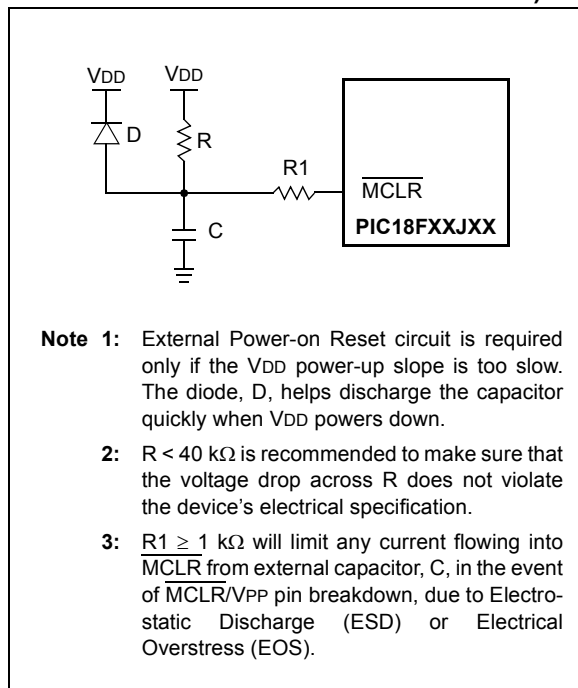 VDD VDD
D
R
R1
MCLR
C
PIC18FXXJXX
Note 1: External Power-on Reset circuit is required
only if the VDD power-up slope is too slow.
The diode, D, helps discharge the capacitor
quickly when VDD powers down.
2: R < 40 kΩ is recommended to make sure that
the voltage drop across R does not violate
the device's electrical specification.
3: R1 ≥ 1 kΩ will limit any current flowing into
MCLR from external capacitor, C, in the event
of MCLR/VPP pin breakdown, due to Electro-
static Discharge (ESD) or Electrical
Overstress (EOS).